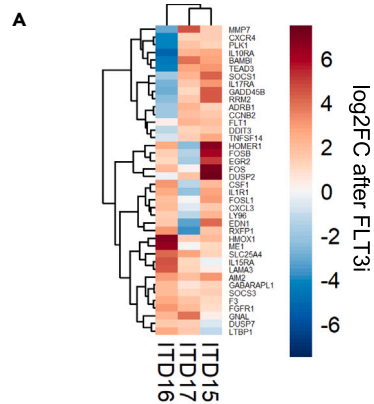 A
MMP7
CXCR4
PLK1
IL10RA
BAMBI
TEAD3
SOCS1
IL17RA
GADD45B
RRM2
ADRB1
CCNB2
FLT1
DDIT3
TNFSF14
HOMER1
FOSB
EGR2
FOS
DUSP2
CSF1
IL1R1
FOSL1
CXCL3
LY96
EDN1
RXFP1
HMOX1
ME1
SLC25A4
IL15RA
LAMA3
AIM2
GABARAPL1
SOCS3
F3
FGFR1
GNAL
DUSP7
LTBP1
ITD16
ITD17
ITD15
6
4
2
0
-2
-4
-6
log2FC after FLT3i